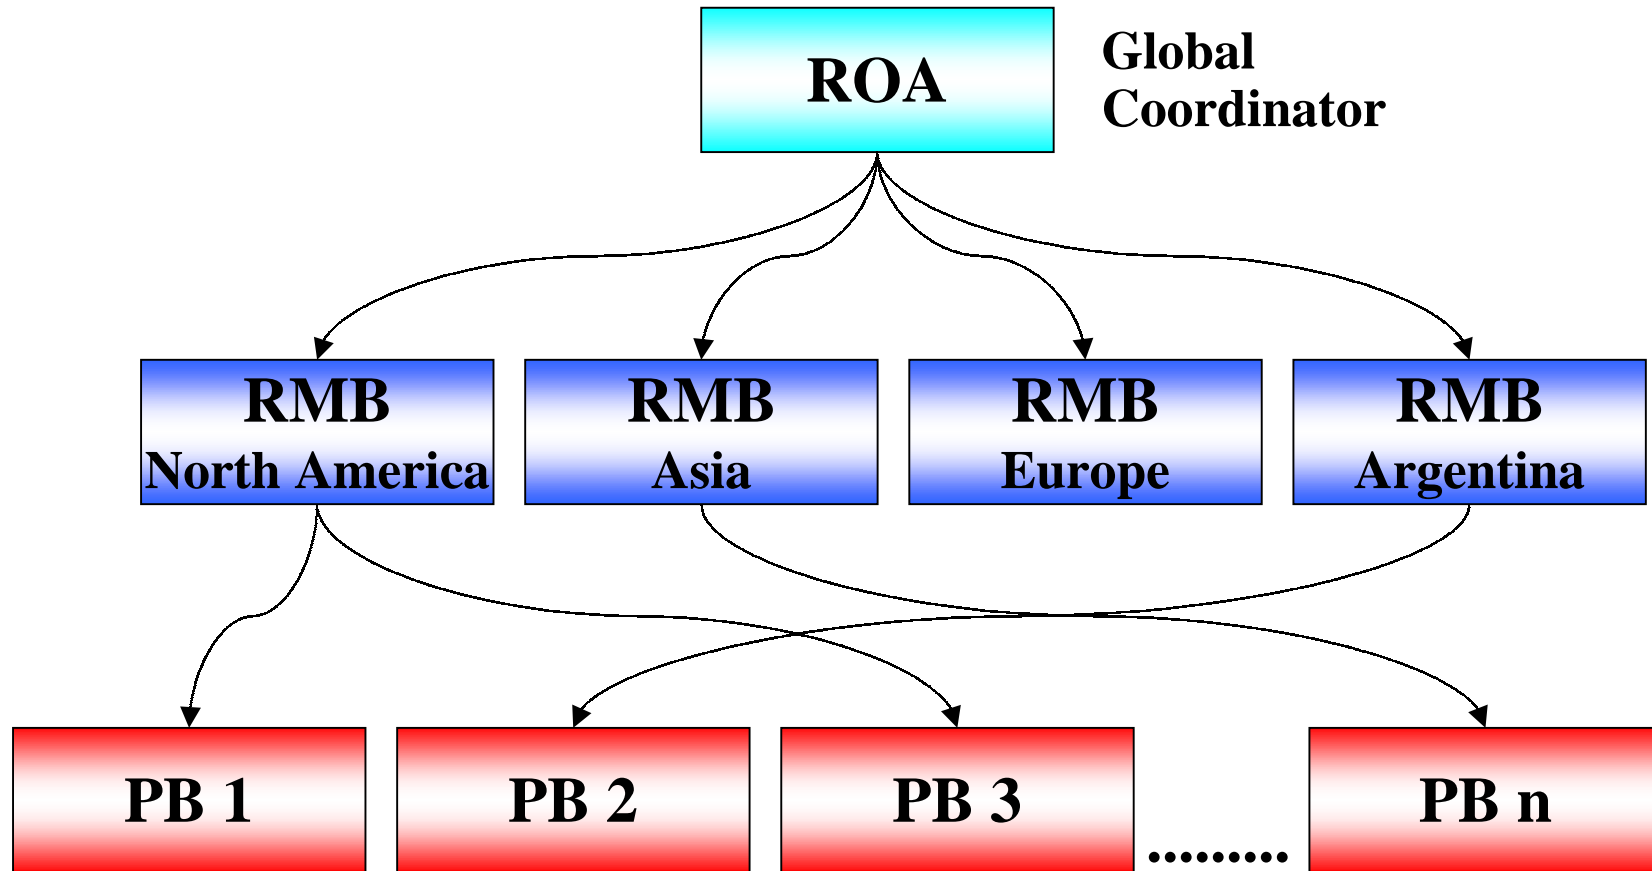 ROA
Global
Coordinator
RMB
North America
RMB
Asia
RMB
Europe
RMB
Argentina
PB 1
PB 2
PB 3
.........
PB n